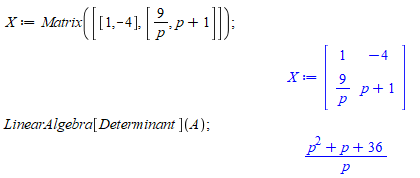 X := Matrix([[1,-4],[9/p, p+1]]);
X := [1 -4; 9/p p+1]
LinearAlgebra[Determinant](A);
(p^2+p+36)/p